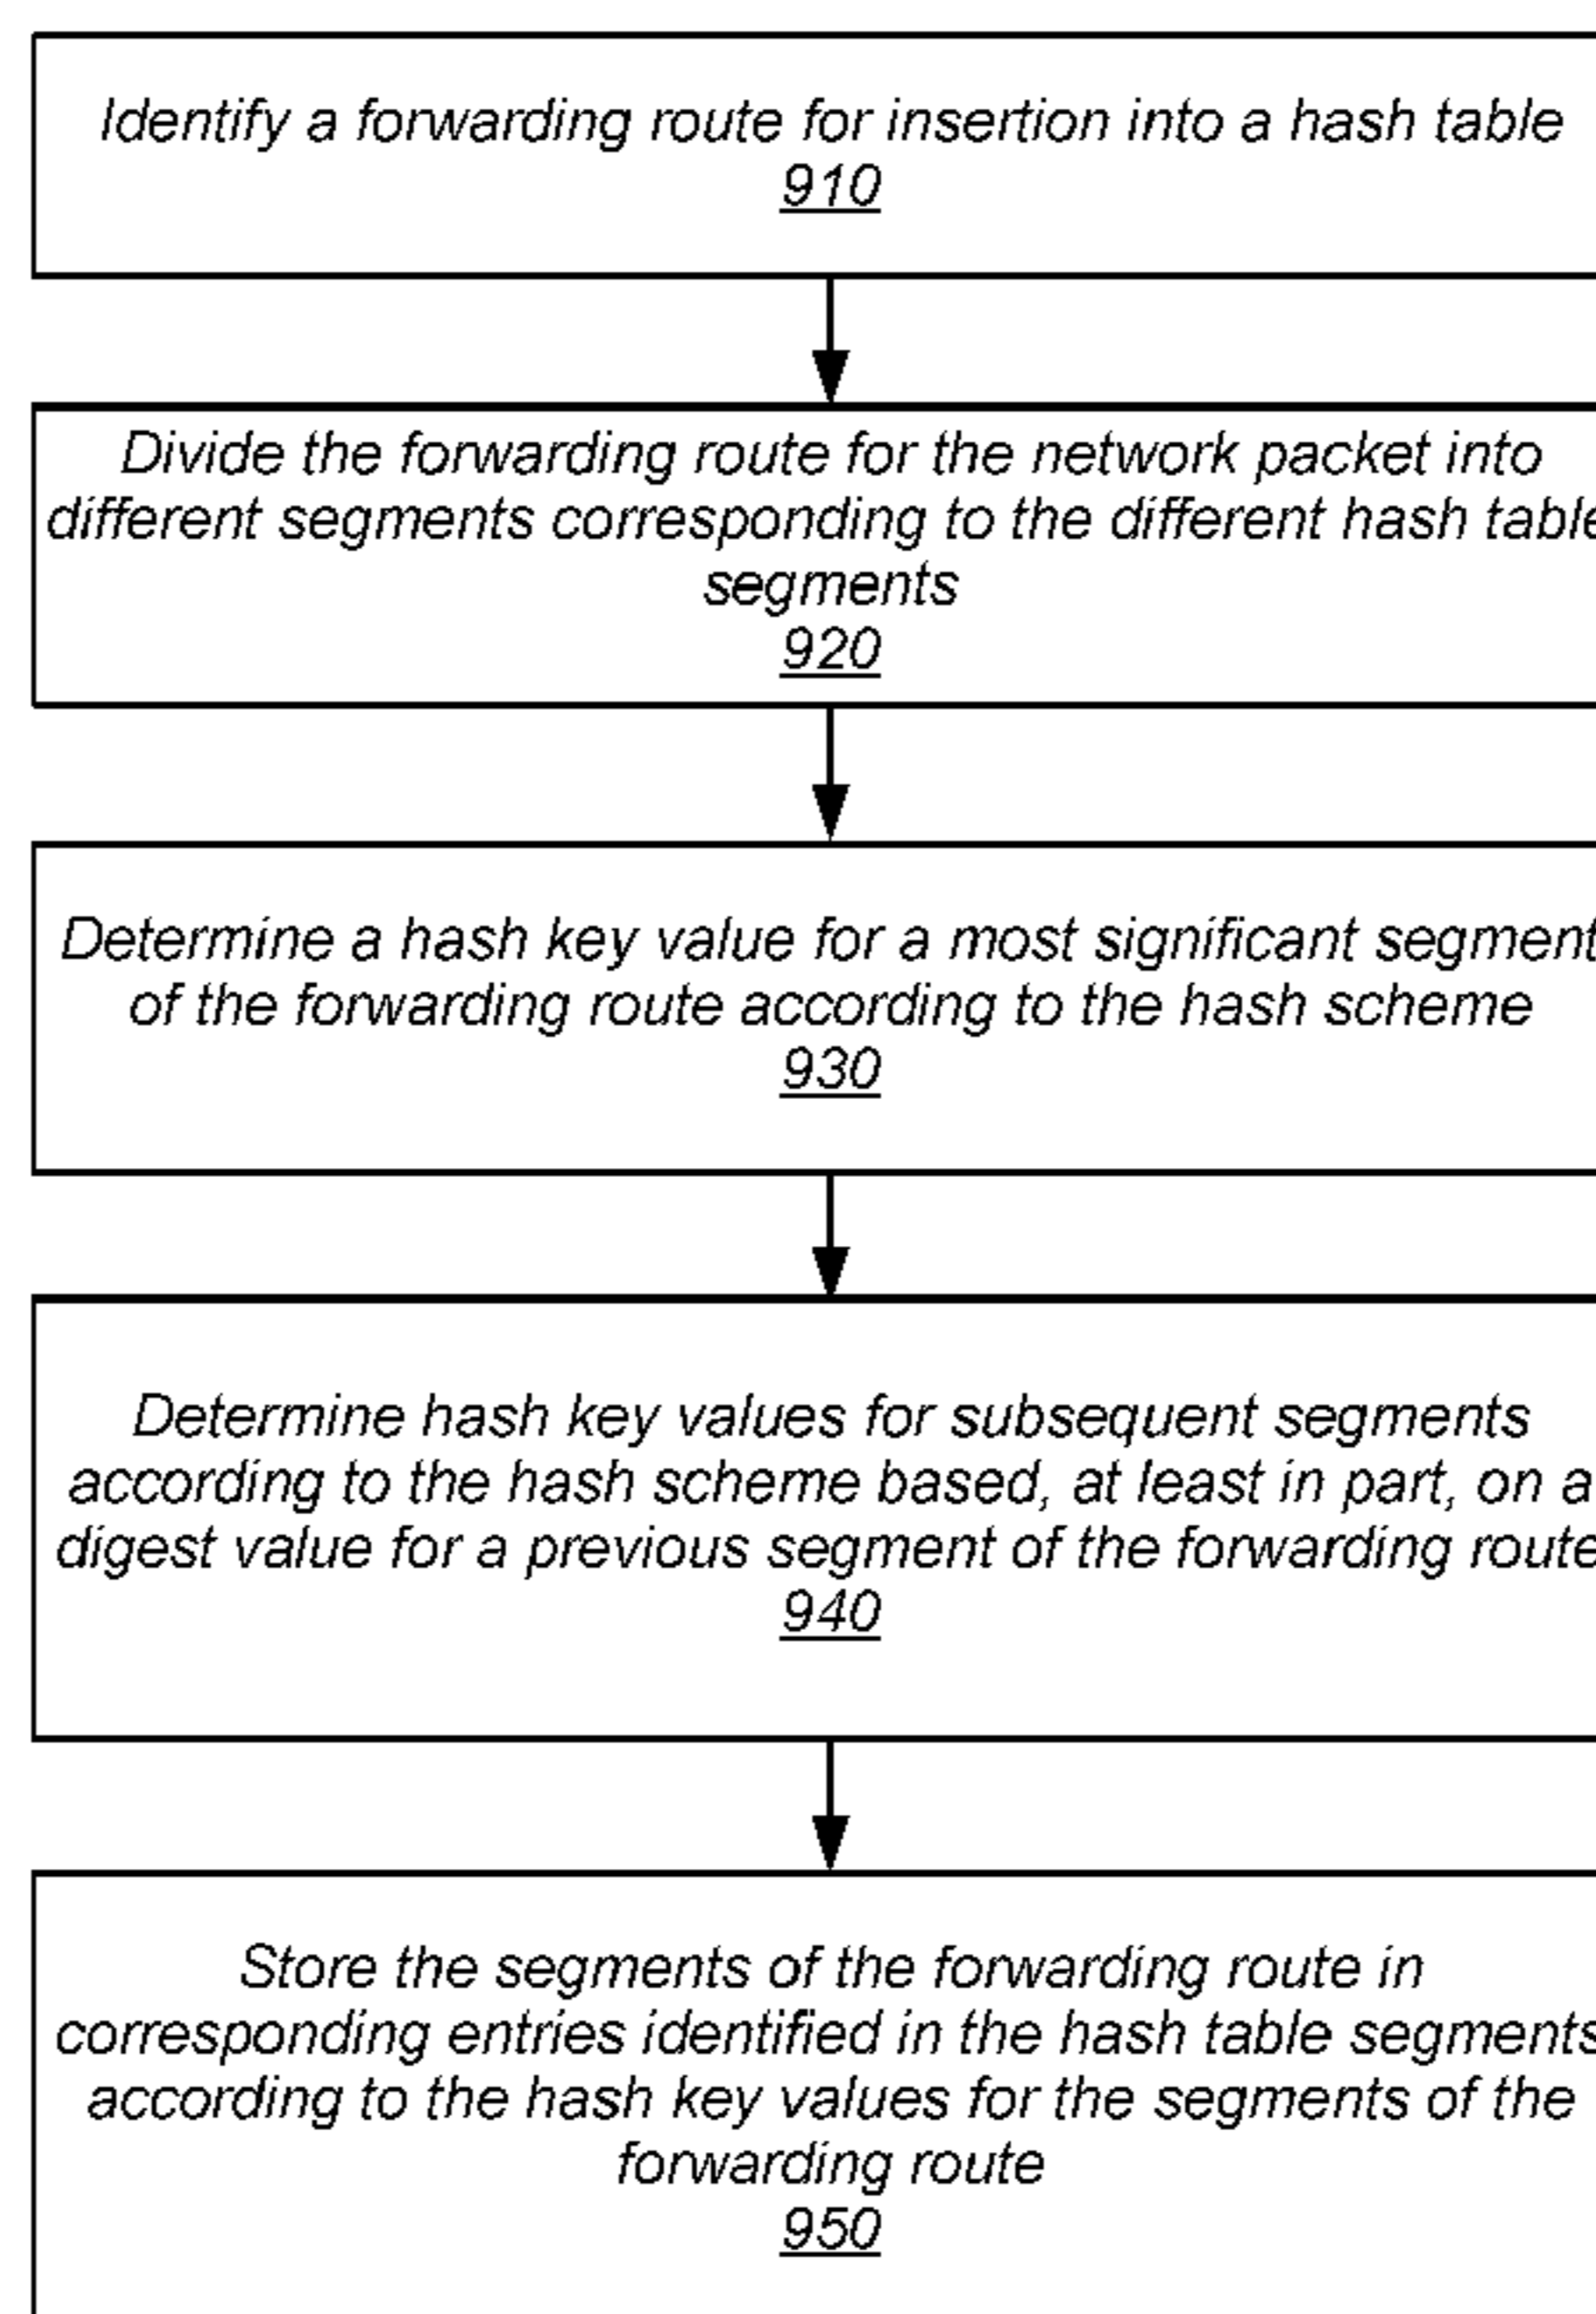 Identify a forwarding route for insertion into a hash table
910
Divide the forwarding route for the network packet into
different segments corresponding to the different hash table
segments
920
Determine a hash key value for a most significant segment
of the forwarding route according to the hash scheme
930
Determine hash key values for subsequent segments
according to the hash scheme based, at least in part, on a
digest value for a previous segment of the forwarding route
940
Store the segments of the forwarding route in
corresponding entries identified in the hash table segments
according to the hash key values for the segments of the
forwarding route
950